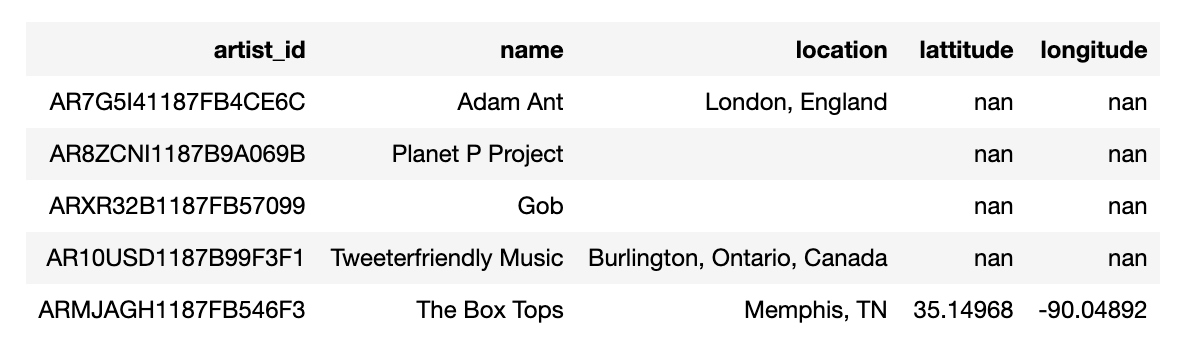 artist_id name location lattitude longitude
AR7G5I41187FB4CE6C Adam Ant London, England nan nan
AR8ZCNI1187B9A069B Planet P Project nan nan
ARXR32B1187FB57099 Gob nan nan
AR10USD1187B99F3F1 Tweeterfriendly Music Burlington, Ontario, Canada nan nan
ARMJAGH1187FB546F3 The Box Tops Memphis, TN 35.14968 -90.04892